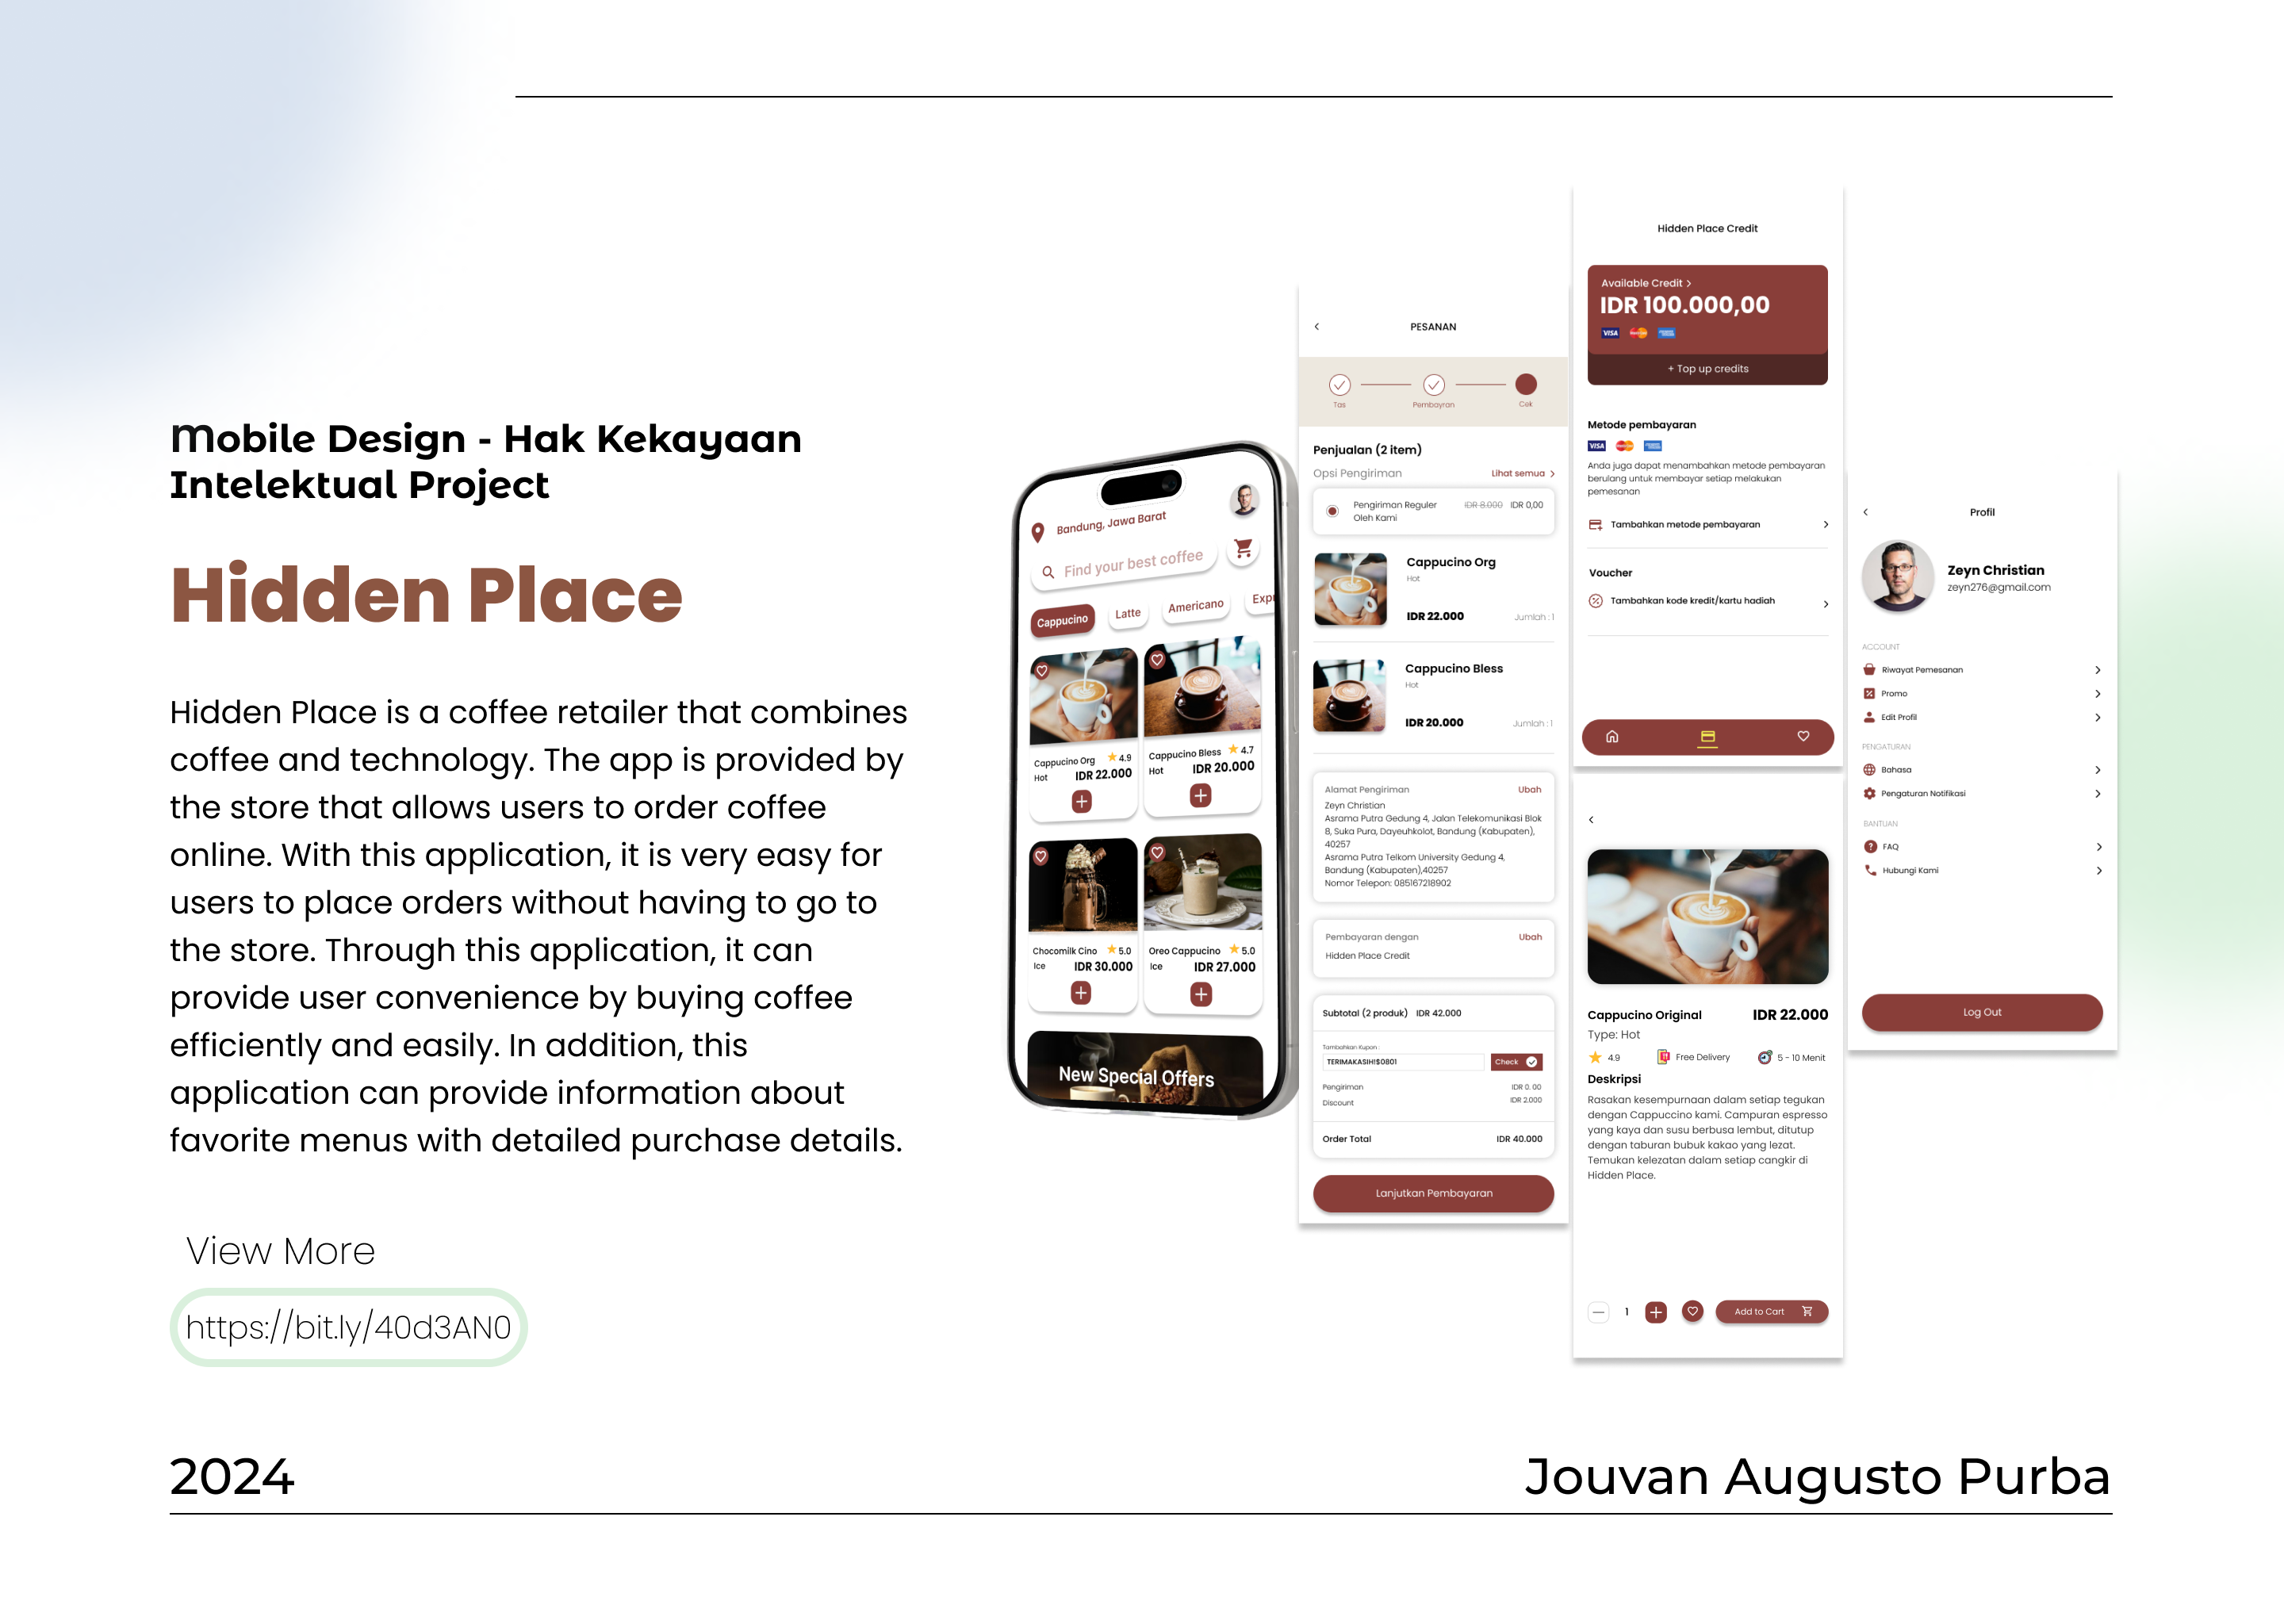 Mobile Design - Hak Kekayaan
Intelektual Project
Hidden Place
Hidden Place is a coffee retailer that combines
coffee and technology. The app is provided by
the store that allows users to order coffee
online. With this application, it is very easy for
users to place orders without having to go to
the store. Through this application, it can
provide user convenience by buying coffee
efficiently and easily. In addition, this
application can provide information about
favorite menus with detailed purchase details.
View More
https://bit.ly/40d3AN0
Bandung, Jawa Barat
Find your best coffee
Cappucino Latte Americano Expr
Cappucino Org 4.9
Hot IDR 22.000
Cappucino Bless 4.7
Hot IDR 20.000
Chocomilk Cino 5.0
Ice IDR 30.000
Oreo Cappucino 5.0
Ice IDR 27.000
New Special Offers
PESANAN
Tas Pembayran Cek
Penjualan (2 item)
Opsi Pengiriman Lihat semua
Pengiriman Reguler IDR 8.000 IDR 0,00
Oleh Kami
Cappucino Org
Hot
IDR 22.000 Jumlah : 1
Cappucino Bless
Hot
IDR 20.000 Jumlah : 1
Alamat Pengiriman Ubah
Zeyn Christian
Asrama Putra Gedung 4, Jalan Telekomunikasi Blok
8, Suka Pura, Dayeuhkolot, Bandung (Kabupaten),
40257
Asrama Putra Telkom University Gedung 4,
Bandung (Kabupaten),40257
Nomor Telepon: 085167218902
Pembayaran dengan Ubah
Hidden Place Credit
Subtotal (2 produk) IDR 42.000
Tambahkan Kupon :
TERIMAKASIH!$0801 Check
Pengiriman IDR 0. 00
Discount IDR 2.000
Order Total IDR 40.000
Lanjutkan Pembayaran
Hidden Place Credit
Available Credit >
IDR 100.000,00
VISA
+ Top up credits
Metode pembayaran
VISA
Anda juga dapat menambahkan metode pembayaran
berulang untuk membayar setiap melakukan
pemesanan
Tambahkan metode pembayaran
Voucher
Tambahkan kode kredit/kartu hadiah
Cappucino Original IDR 22.000
Type: Hot
4.9 Free Delivery 5 - 10 Menit
Deskripsi
Rasakan kesempurnaan dalam setiap tegukan
dengan Cappuccino kami. Campuran espresso
yang kaya dan susu berbusa lembut, ditutup
dengan taburan bubuk kakao yang lezat.
Temukan kelezatan dalam setiap cangkir di
Hidden Place.
1 Add to Cart
Profil
Zeyn Christian
zeyn276@gmail.com
ACCOUNT
Riwayat Pemesanan
Promo
Edit Profil
PENGATURAN
Bahasa
Pengaturan Notifikasi
BANTUAN
FAQ
Hubungi Kami
Log Out
2024
Jouvan Augusto Purba